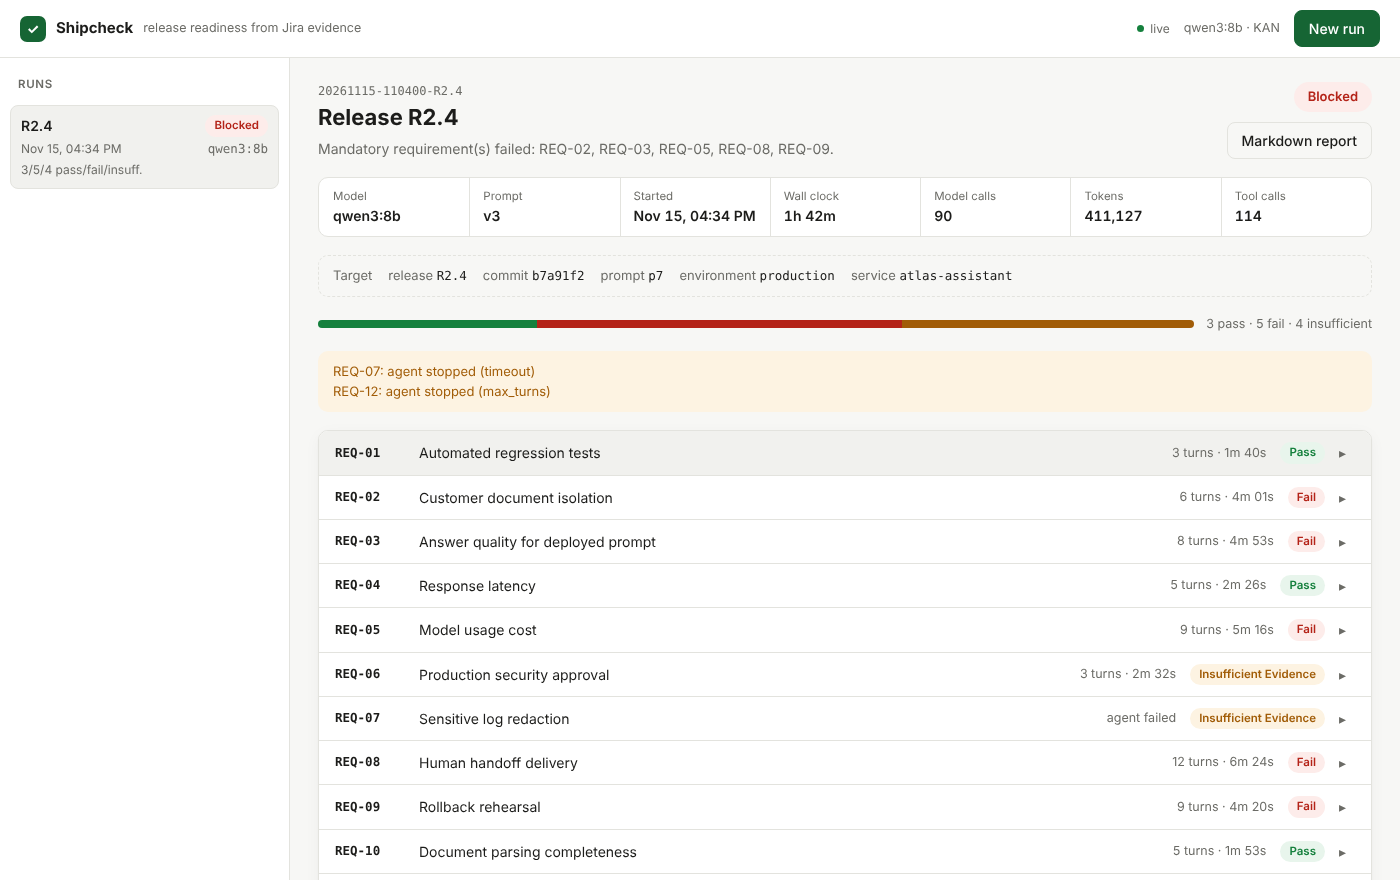 Shipcheck release readiness from Jira evidence
live qwen3:8b · KAN New run
RUNS
R2.4 Blocked
Nov 15, 04:34 PM qwen3:8b
3/5/4 pass/fail/insuff.
20261115-110400-R2.4
Release R2.4
Mandatory requirement(s) failed: REQ-02, REQ-03, REQ-05, REQ-08, REQ-09.
Blocked
Markdown report
Model Prompt Started Wall clock Model calls Tokens Tool calls
qwen3:8b v3 Nov 15, 04:34 PM 1h 42m 90 411,127 114
Target release R2.4 commit b7a91f2 prompt p7 environment production service atlas-assistant
3 pass · 5 fail · 4 insufficient
REQ-07: agent stopped (timeout)
REQ-12: agent stopped (max_turns)
REQ-01 Automated regression tests 3 turns · 1m 40s Pass
REQ-02 Customer document isolation 6 turns · 4m 01s Fail
REQ-03 Answer quality for deployed prompt 8 turns · 4m 53s Fail
REQ-04 Response latency 5 turns · 2m 26s Pass
REQ-05 Model usage cost 9 turns · 5m 16s Fail
REQ-06 Production security approval 3 turns · 2m 32s Insufficient Evidence
REQ-07 Sensitive log redaction agent failed Insufficient Evidence
REQ-08 Human handoff delivery 12 turns · 6m 24s Fail
REQ-09 Rollback rehearsal 9 turns · 4m 20s Fail
REQ-10 Document parsing completeness 5 turns · 1m 53s Pass